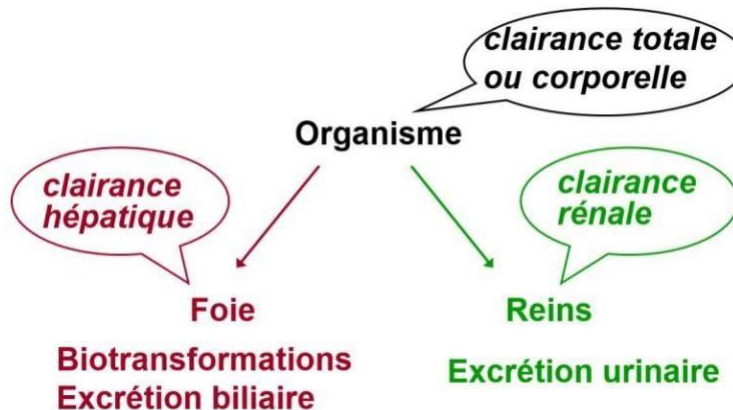 clairance totale
ou corporelle
Organisme
clairance
hépatique
clairance
rénale
Foie
Reins
Biotransformations
Excrétion biliaire
Excrétion urinaire